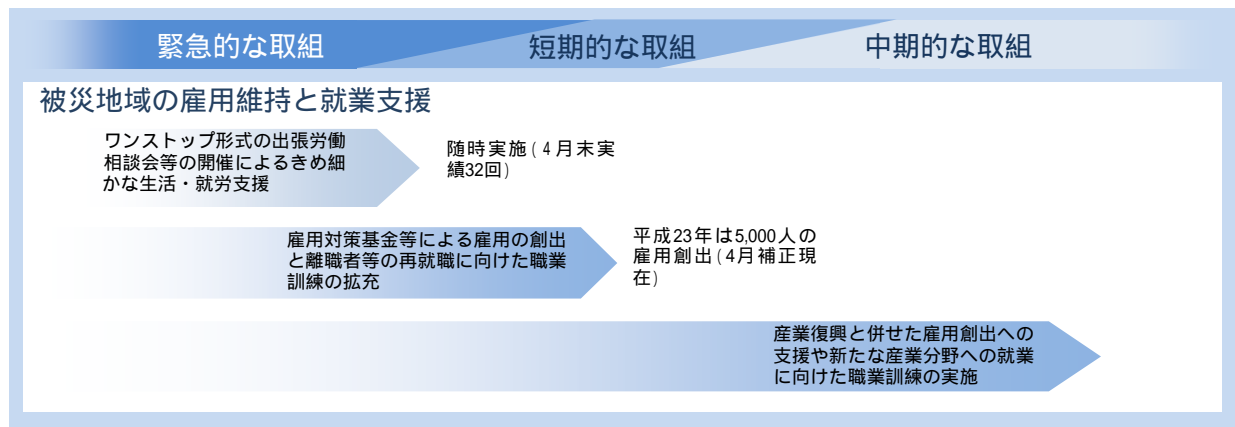 緊急的な取組
短期的な取組
中期的な取組
被災地域の雇用維持と就業支援
ワンストップ形式の出張労働
相談会等の開催によるきめ細
かな生活・就労支援
随時実施(4月末実
績32回)
雇用対策基金等による雇用の創出
と離職者等の再就職に向けた職業
訓練の拡充
平成23年は5,000人の
雇用創出(4月補正現
在)
産業復興と併せた雇用創出への
支援や新たな産業分野への就業
に向けた職業訓練の実施